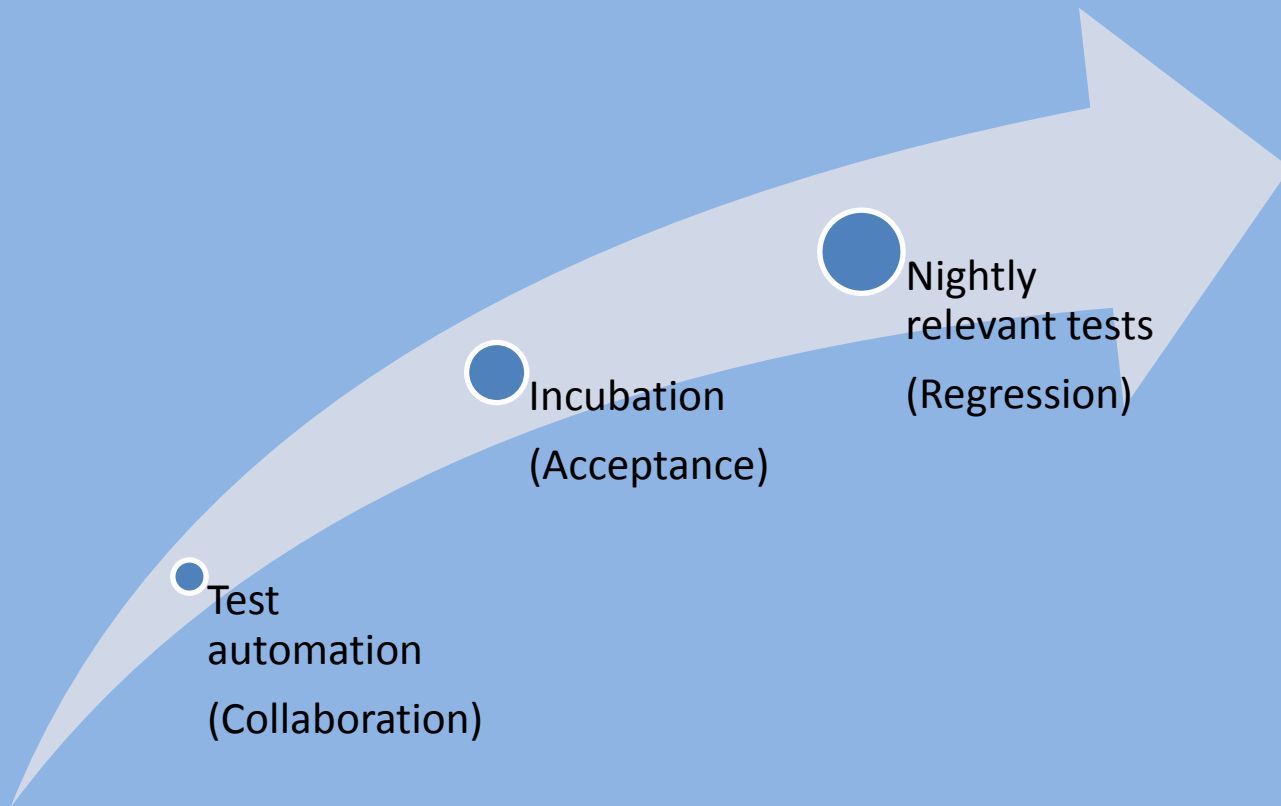 Test
automation
(Collaboration)
Incubation
(Acceptance)
Nightly
relevant tests
(Regression)